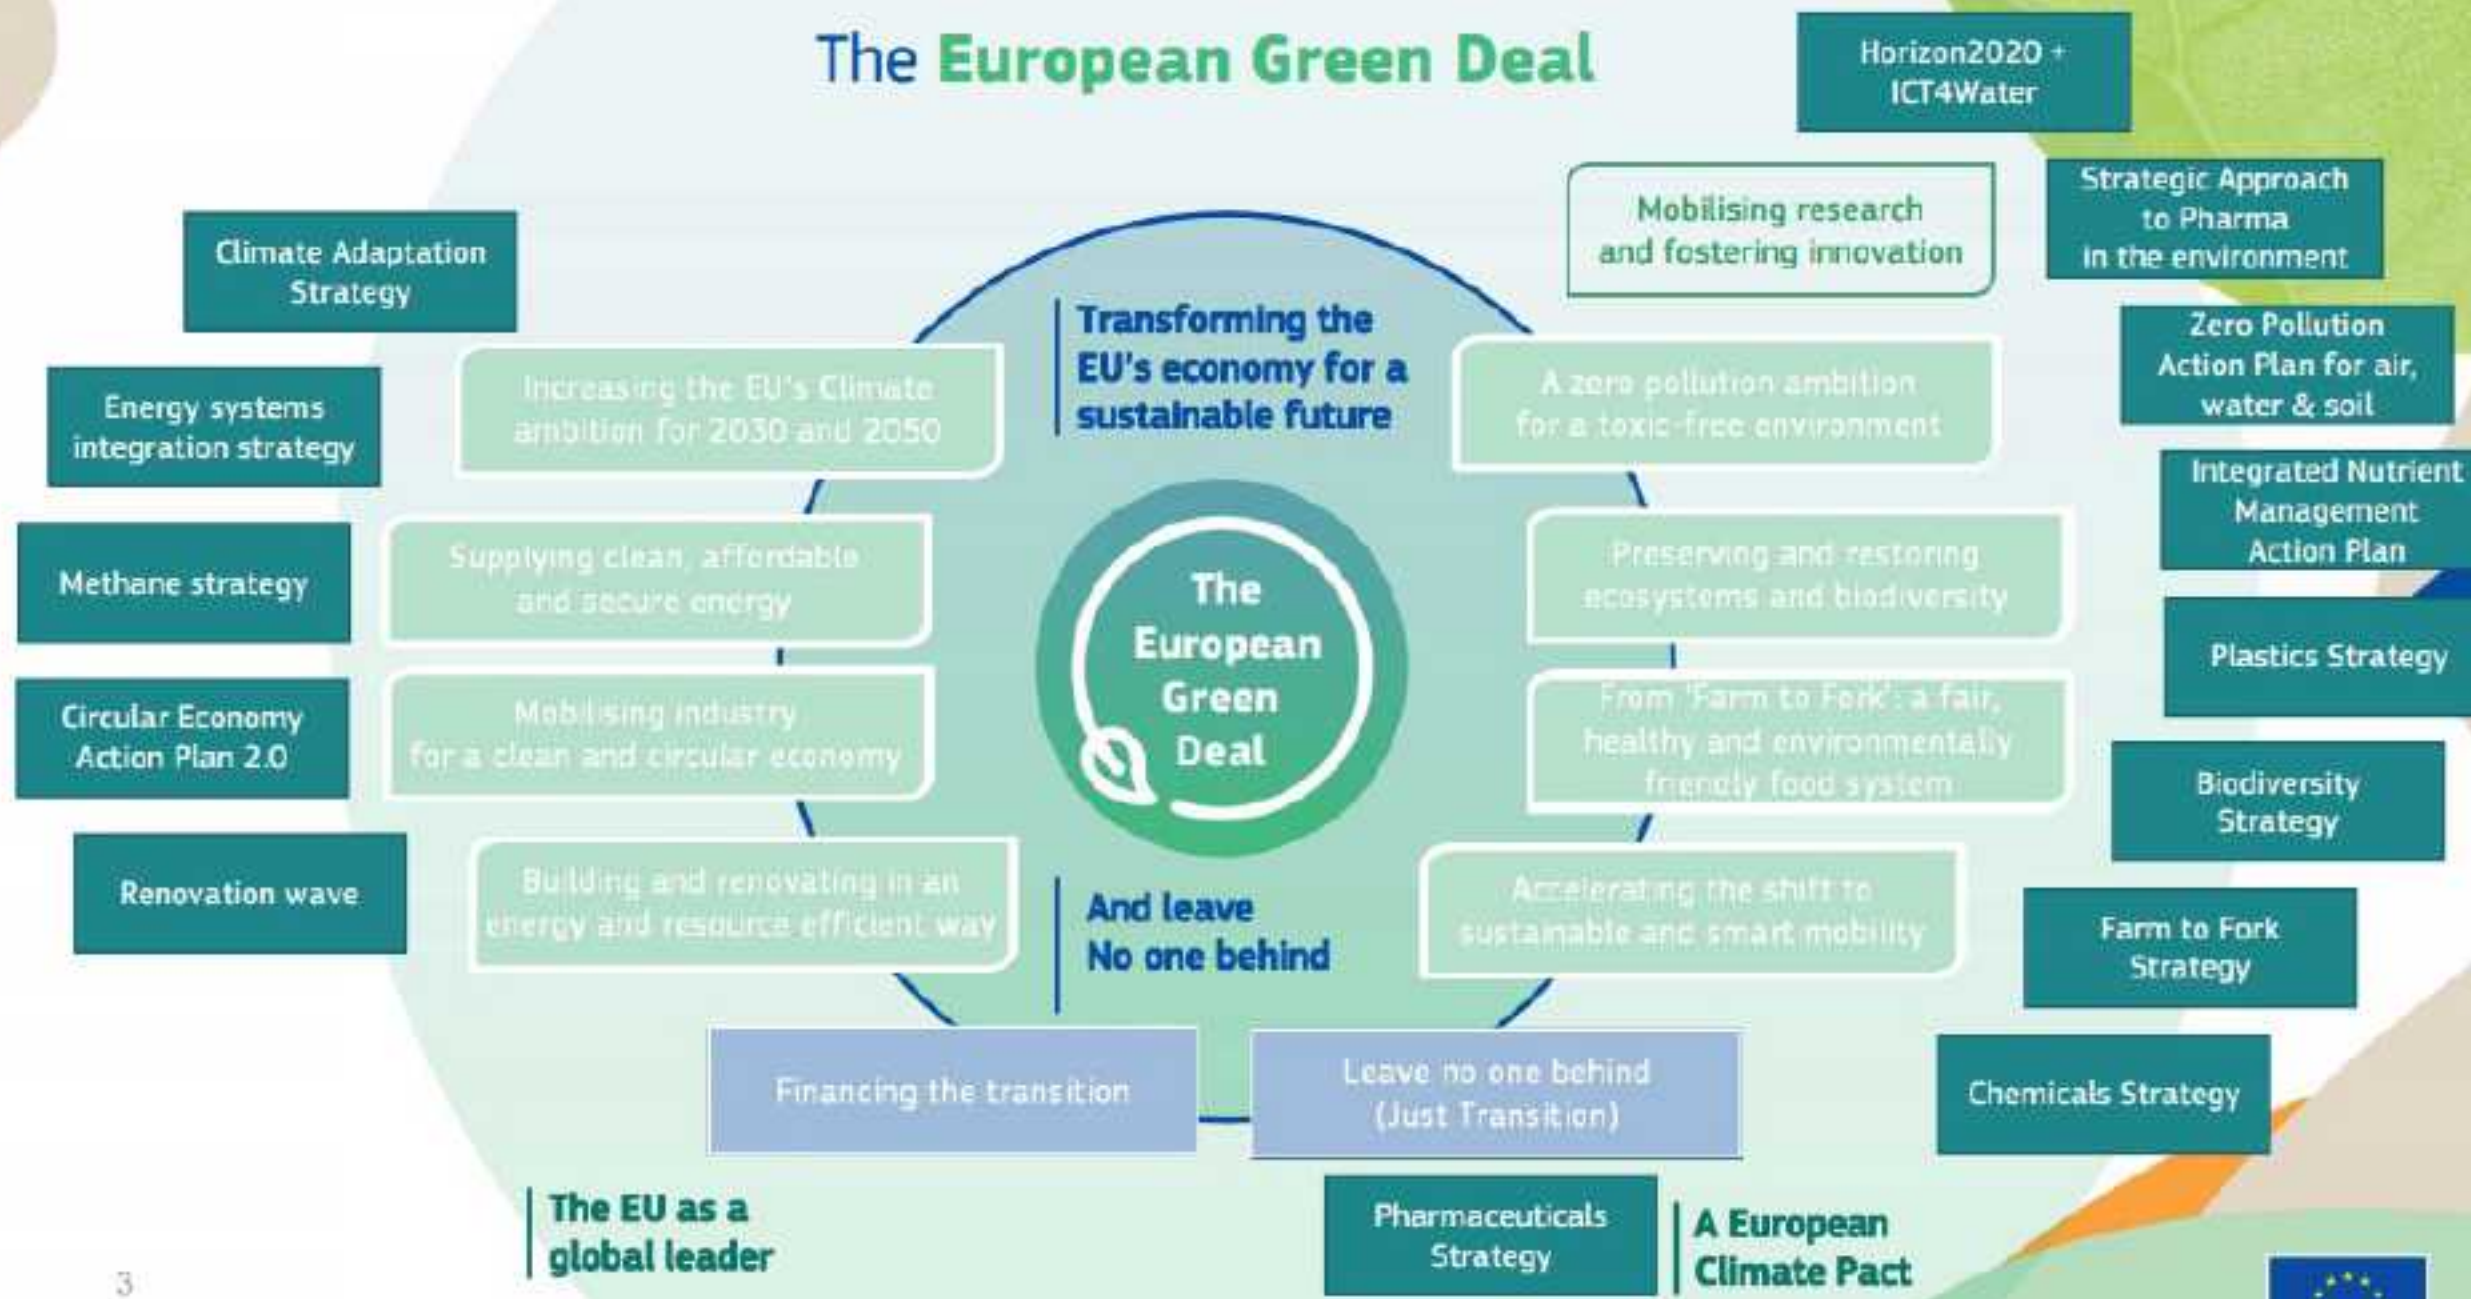 The European Green Deal
Horizon2020 +
ICT4Water
Mobilising research
and fostering innovation
Strategic Approach
to Pharma
in the environment
Climate Adaptation
Strategy
Transforming the
EU's economy for a
sustainable future
Zero Pollution
Action Plan for air,
water & soil
Energy systems
integration strategy
Increasing the EU's Climate
ambition for 2030 and 2050
A zero pollution ambition
for a toxic-free environment
Integrated Nutrient
Management
Action Plan
Methane strategy
Supplying clean, affordable
and secure energy
The
European
Green
Deal
Preserving and restoring
ecosystems and biodiversity
Plastics Strategy
Circular Economy
Action Plan 2.0
Mobilising industry
for a clean and circular economy
From 'Farm to Fork': a fair,
healthy and environmentally
friendly food system
Biodiversity
Strategy
Renovation wave
Building and renovating in an
energy and resource efficient way
And leave
No one behind
Accelerating the shift to
sustainable and smart mobility
Farm to Fork
Strategy
Financing the transition
Leave no one behind
(Just Transition)
Chemicals Strategy
The EU as a
global leader
Pharmaceuticals
Strategy
A European
Climate Pact
3